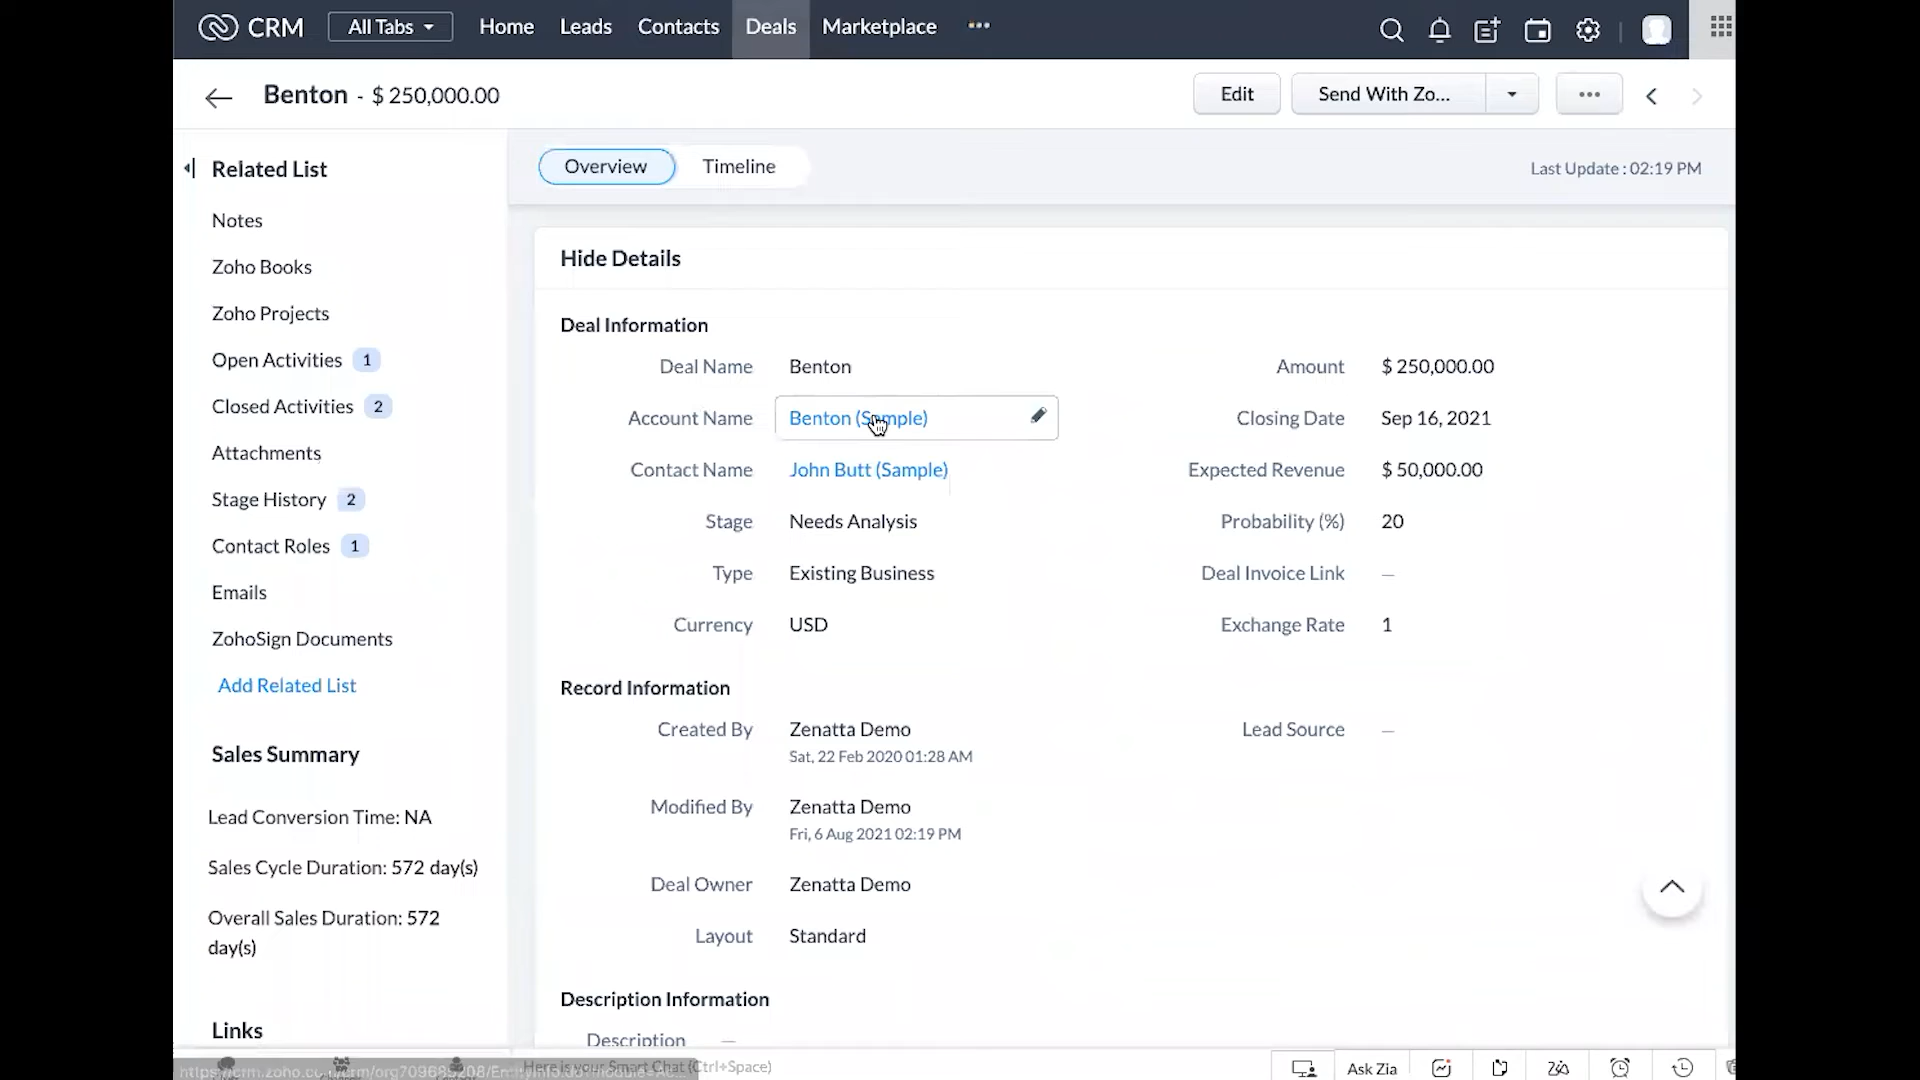 CRM
All Tabs
Home
Leads
Contacts
Deals
Marketplace
Benton - $ 250,000.00
Edit
Send With Zo...
Related List
Notes
Zoho Books
Zoho Projects
Open Activities 1
Closed Activities 2
Attachments
Stage History 2
Contact Roles 1
Emails
ZohoSign Documents
Add Related List
Sales Summary
Lead Conversion Time: NA
Sales Cycle Duration: 572 day(s)
Overall Sales Duration: 572
day(s)
Links
Overview
Timeline
Last Update : 02:19 PM
Hide Details
Deal Information
Deal Name Benton
Amount $ 250,000.00
Account Name Benton (Sample)
Closing Date Sep 16, 2021
Contact Name John Butt (Sample)
Expected Revenue $ 50,000.00
Stage Needs Analysis
Probability (%) 20
Type Existing Business
Deal Invoice Link —
Currency USD
Exchange Rate 1
Record Information
Created By Zenatta Demo
Sat, 22 Feb 2020 01:28 AM
Lead Source —
Modified By Zenatta Demo
Fri, 6 Aug 2021 02:19 PM
Deal Owner Zenatta Demo
Layout Standard
Description Information
Description —
Here is your Smart Chat (Ctrl+Space)
Ask Zia